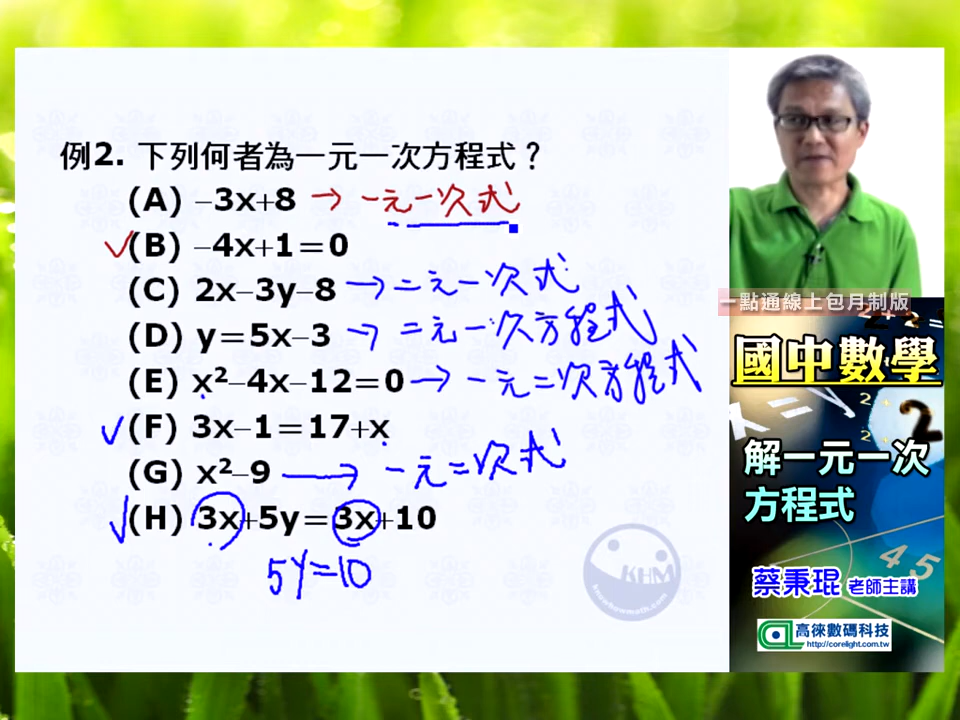 例2. 下列何者為一元一次方程式？
(A) −3x+8 → 一元一次式
✓(B) −4x+1=0
(C) 2x−3y−8 → 二元一次式
(D) y=5x−3 → 二元一次方程式
(E) x²−4x−12=0 → 一元二次方程式
✓(F) 3x−1=17+x
(G) x²−9 → 一元二次式
✓(H) 3x+5y=3x+10
5y=10
KHM
knowhowmath.com
一點通線上包月制版
國中數學
解一元一次
方程式
蔡秉琨 老師主講
高徠數碼科技
http://corelight.com.tw